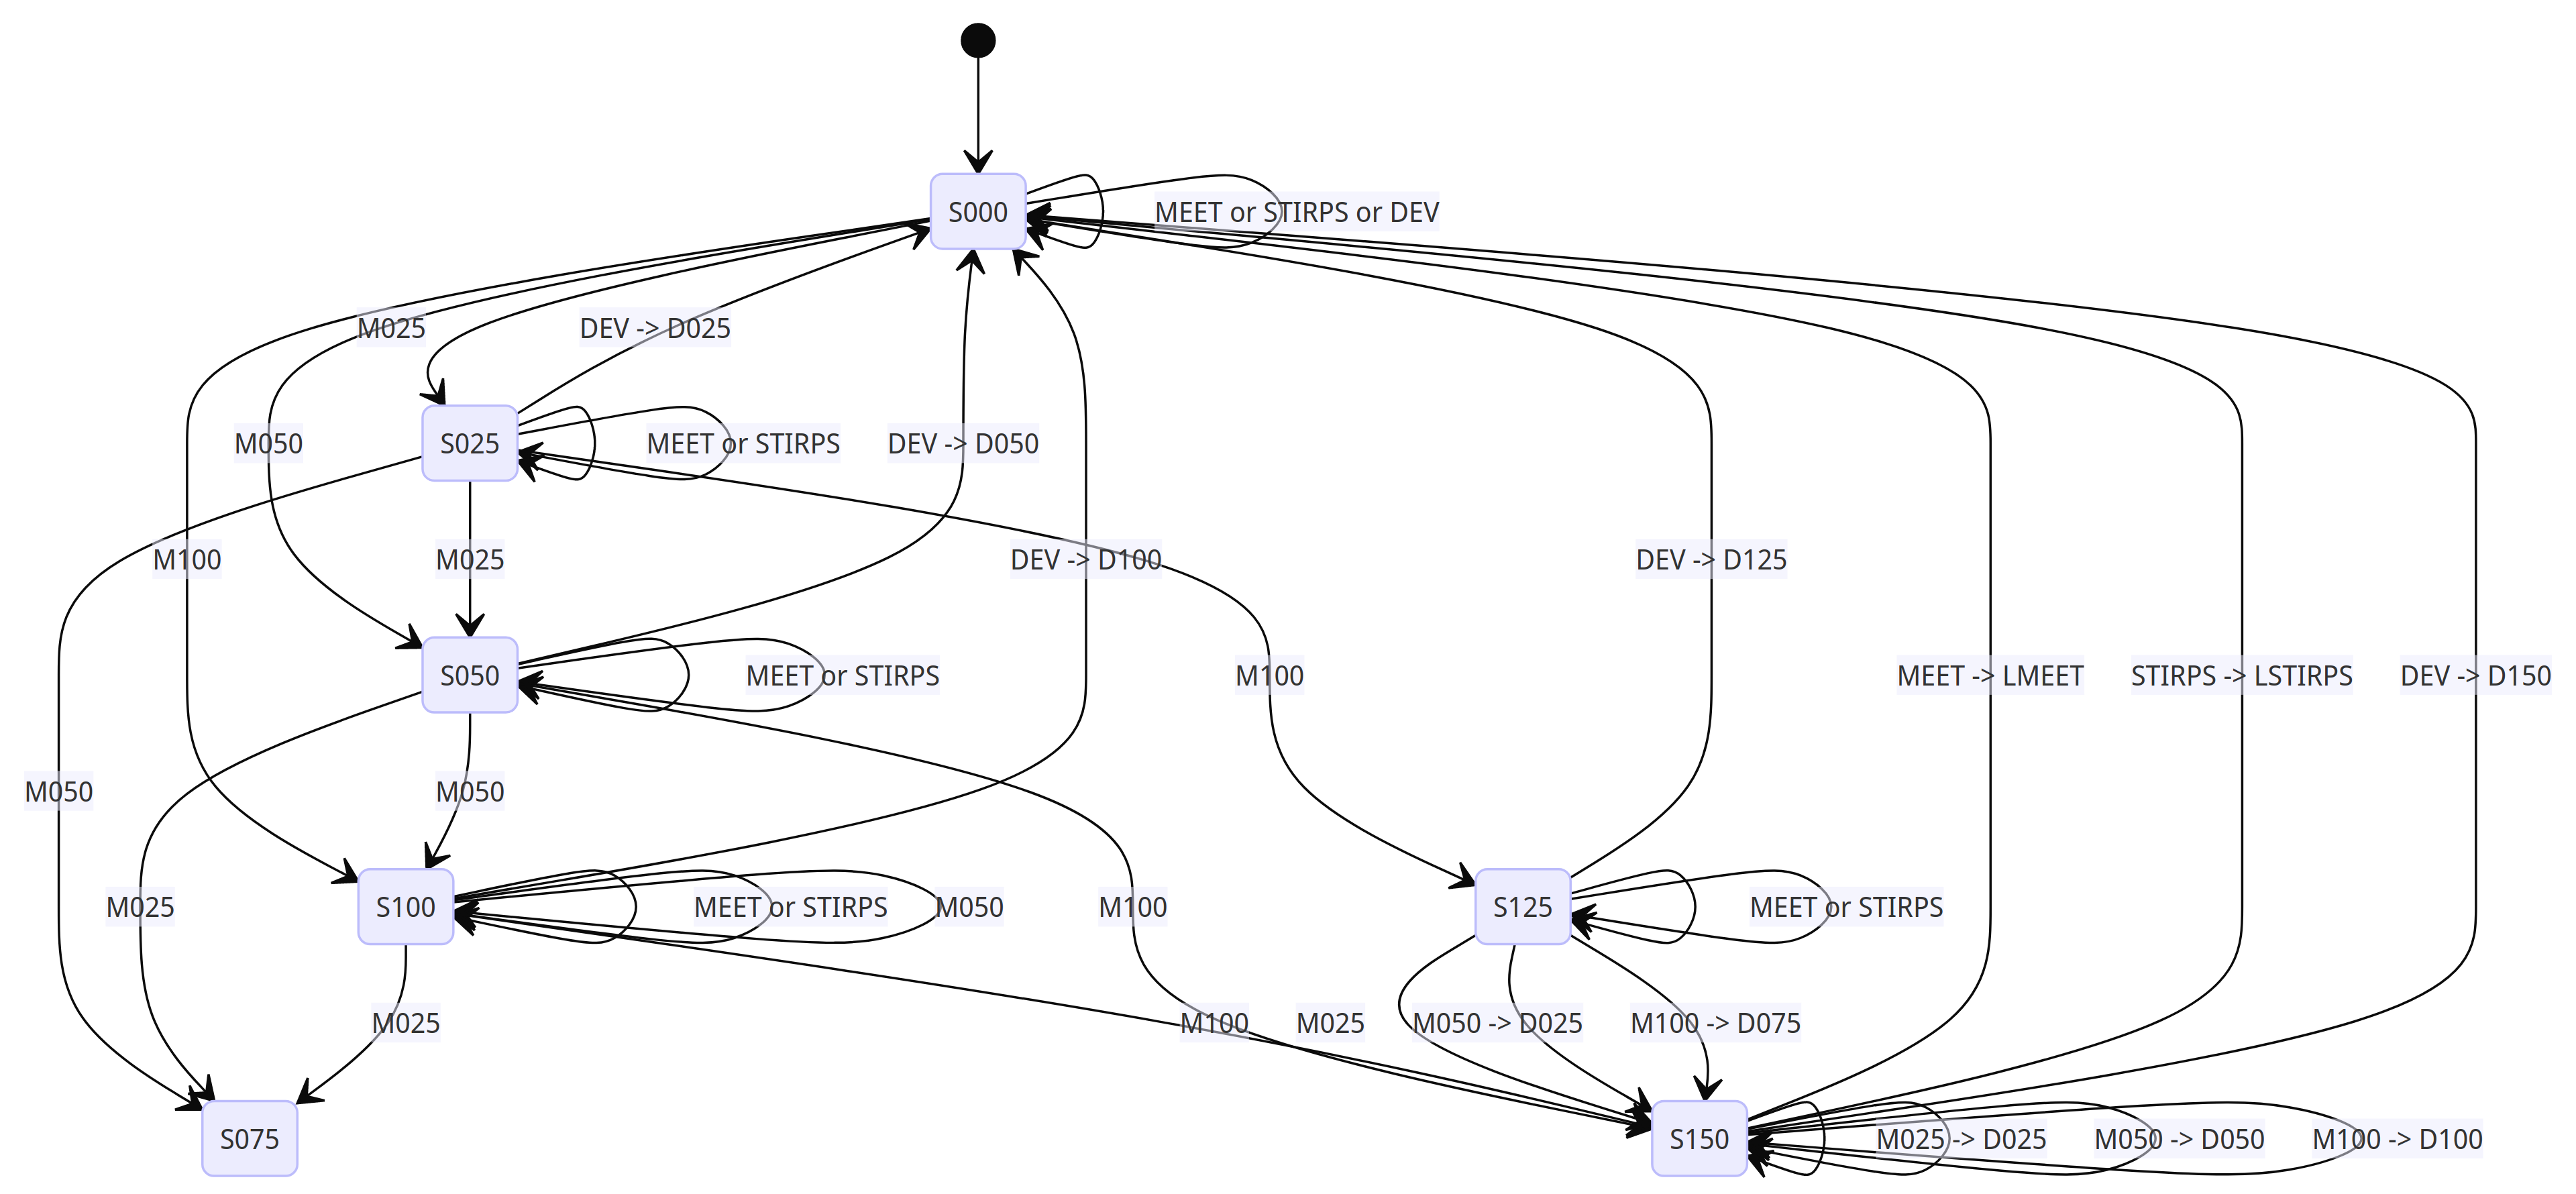 S000
MEET or STIRPS or DEV
M025
DEV -> D025
M050
S025
MEET or STIRPS
DEV -> D050
M100
M025
DEV -> D100
DEV -> D125
S050
MEET or STIRPS
M100
MEET -> LMEET
STIRPS -> LSTIRPS
DEV -> D150
M050
M050
M025
S100
MEET or STIRPS
M050
M100
S125
MEET or STIRPS
M025
M100
M025
M050 -> D025
M100 -> D075
S075
S150
M025 -> D025
M050 -> D050
M100 -> D100